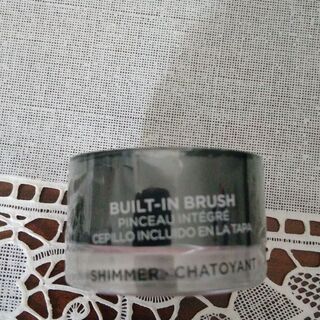 BUILT-IN BRUSH
PINCEAU INTÉGRÉ
CEPILLO INCLUIDO EN LA TAPA
SHIMMER CHATOYANT